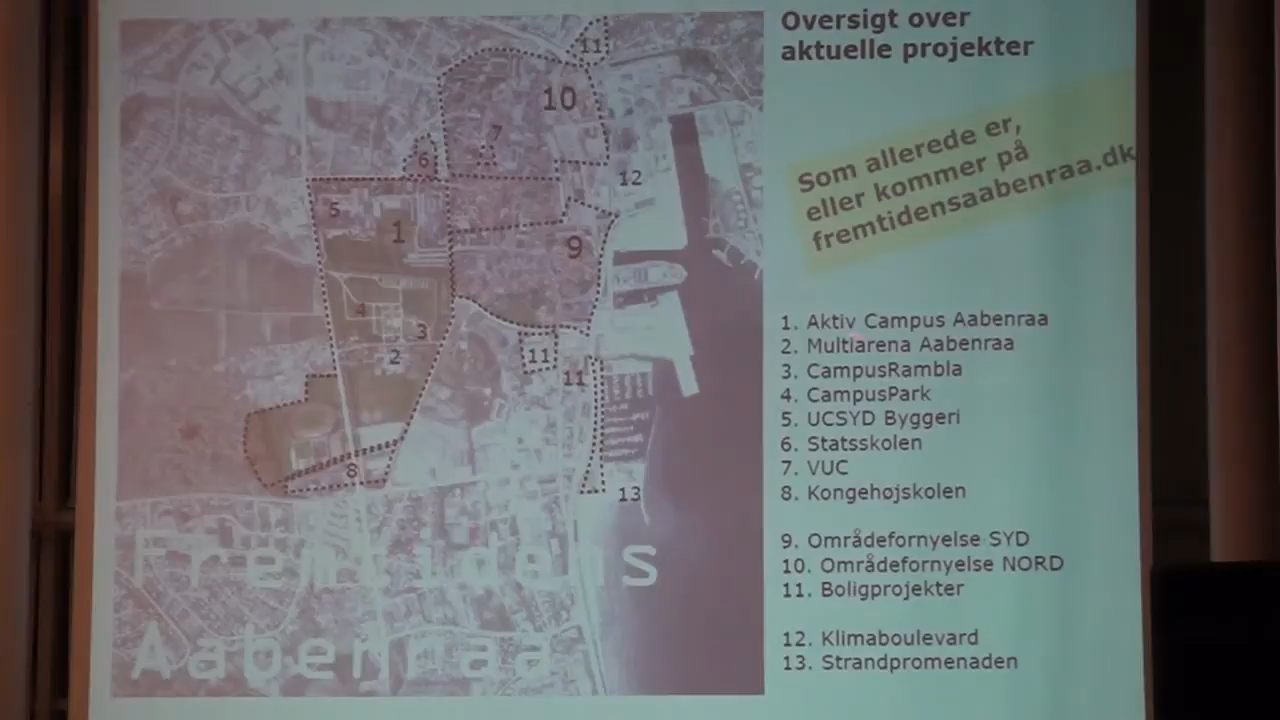 Oversigt over
aktuelle projekter
Som allerede er,
eller kommer på
fremtidensaabenraa.dk
11
10
7
6
12
5
1
9
4
3
2
11
11
8
13
Fremtidens
Aabenraa
1. Aktiv Campus Aabenraa
2. Multiarena Aabenraa
3. CampusRambla
4. CampusPark
5. UCSYD Byggeri
6. Statsskolen
7. VUC
8. Kongehøjskolen
9. Områdefornyelse SYD
10. Områdefornyelse NORD
11. Boligprojekter
12. Klimaboulevard
13. Strandpromenaden